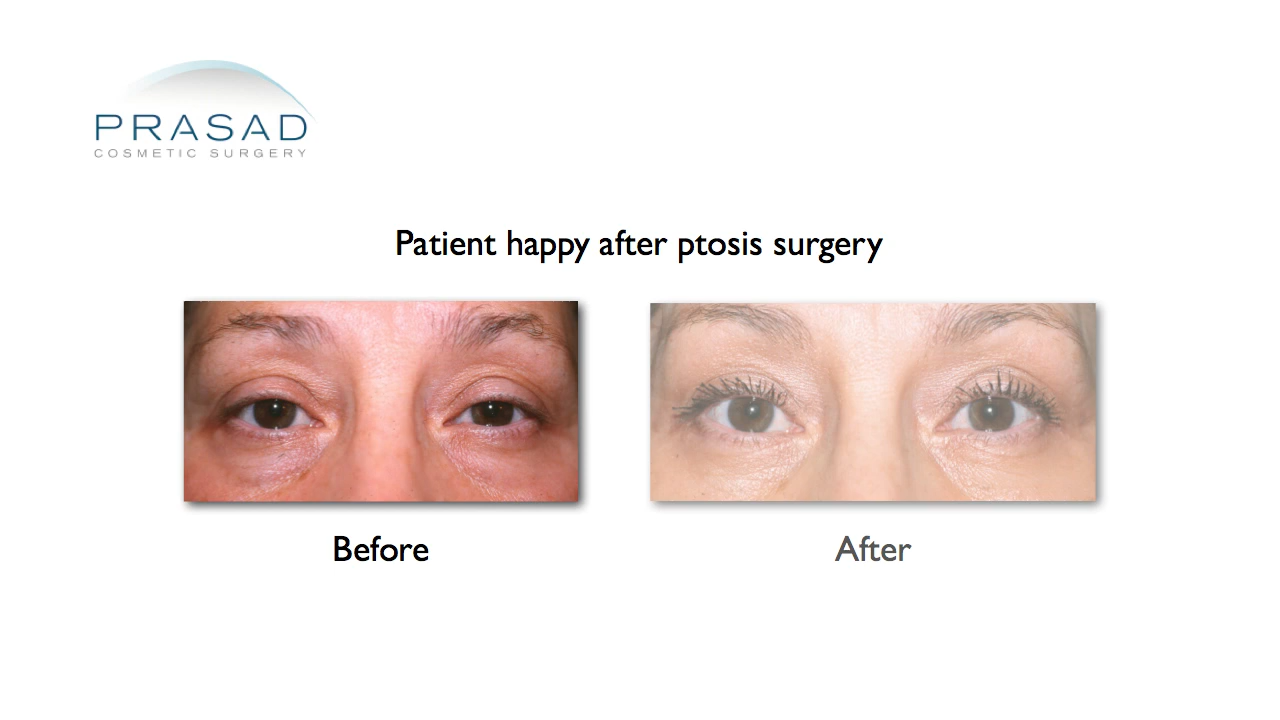 PRASAD
COSMETIC SURGERY
Patient happy after ptosis surgery
Before
After